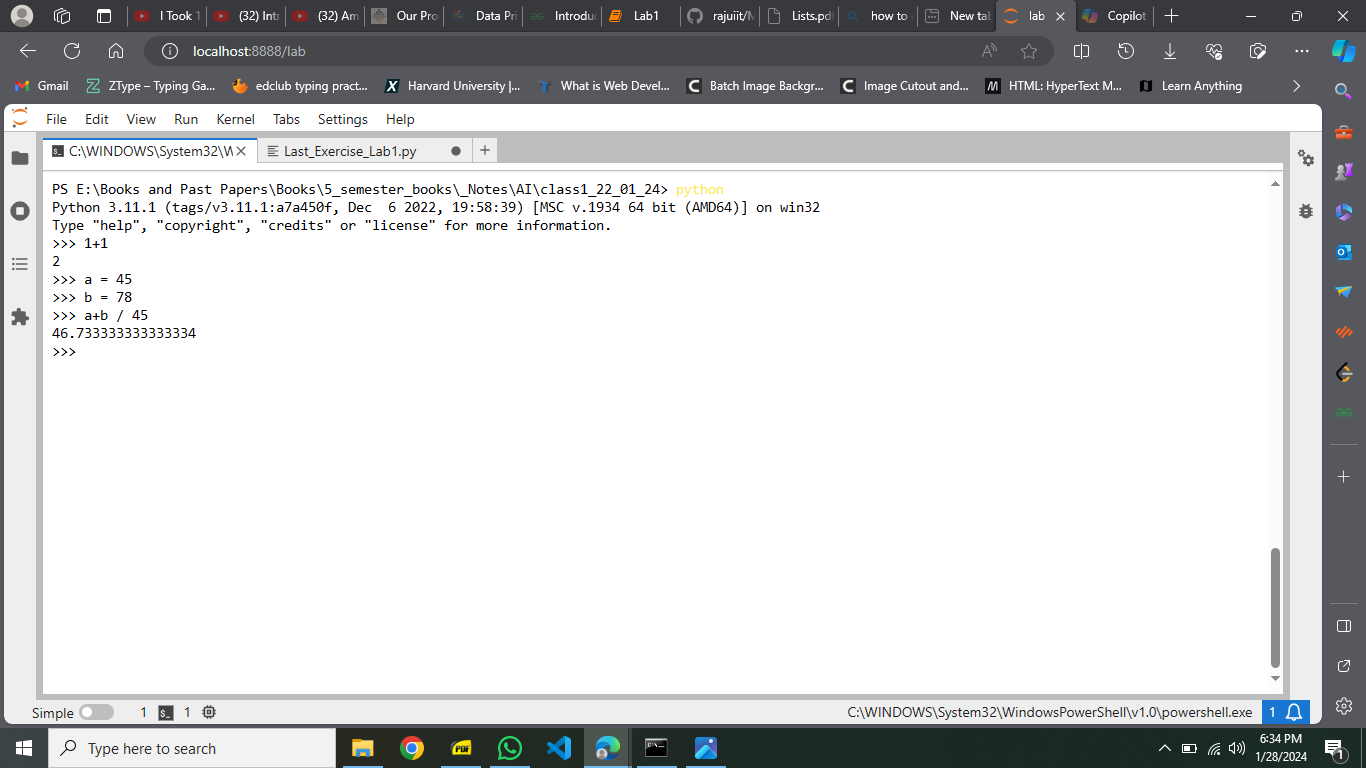 I Took 1
(32) Intr
(32) Am
Our Pro
Data Pri
Introduc
Lab1
rajuiit/M
Lists.pdf
how to
New tab
lab
Copilot
localhost:8888/lab
Gmail
ZType – Typing Ga...
edclub typing pract...
Harvard University |...
What is Web Devel...
Batch Image Backgr...
Image Cutout and...
HTML: HyperText M...
Learn Anything
File Edit View Run Kernel Tabs Settings Help
C:\WINDOWS\System32\W
Last_Exercise_Lab1.py
PS E:\Books and Past Papers\Books\5_semester_books\_Notes\AI\class1_22_01_24> python
Python 3.11.1 (tags/v3.11.1:a7a450f, Dec  6 2022, 19:58:39) [MSC v.1934 64 bit (AMD64)] on win32
Type "help", "copyright", "credits" or "license" for more information.
>>> 1+1
2
>>> a = 45
>>> b = 78
>>> a+b / 45
46.733333333333334
>>>
Simple 1 1
C:\WINDOWS\System32\WindowsPowerShell\v1.0\powershell.exe 1
Type here to search
PDF
6:34 PM
1/28/2024
1